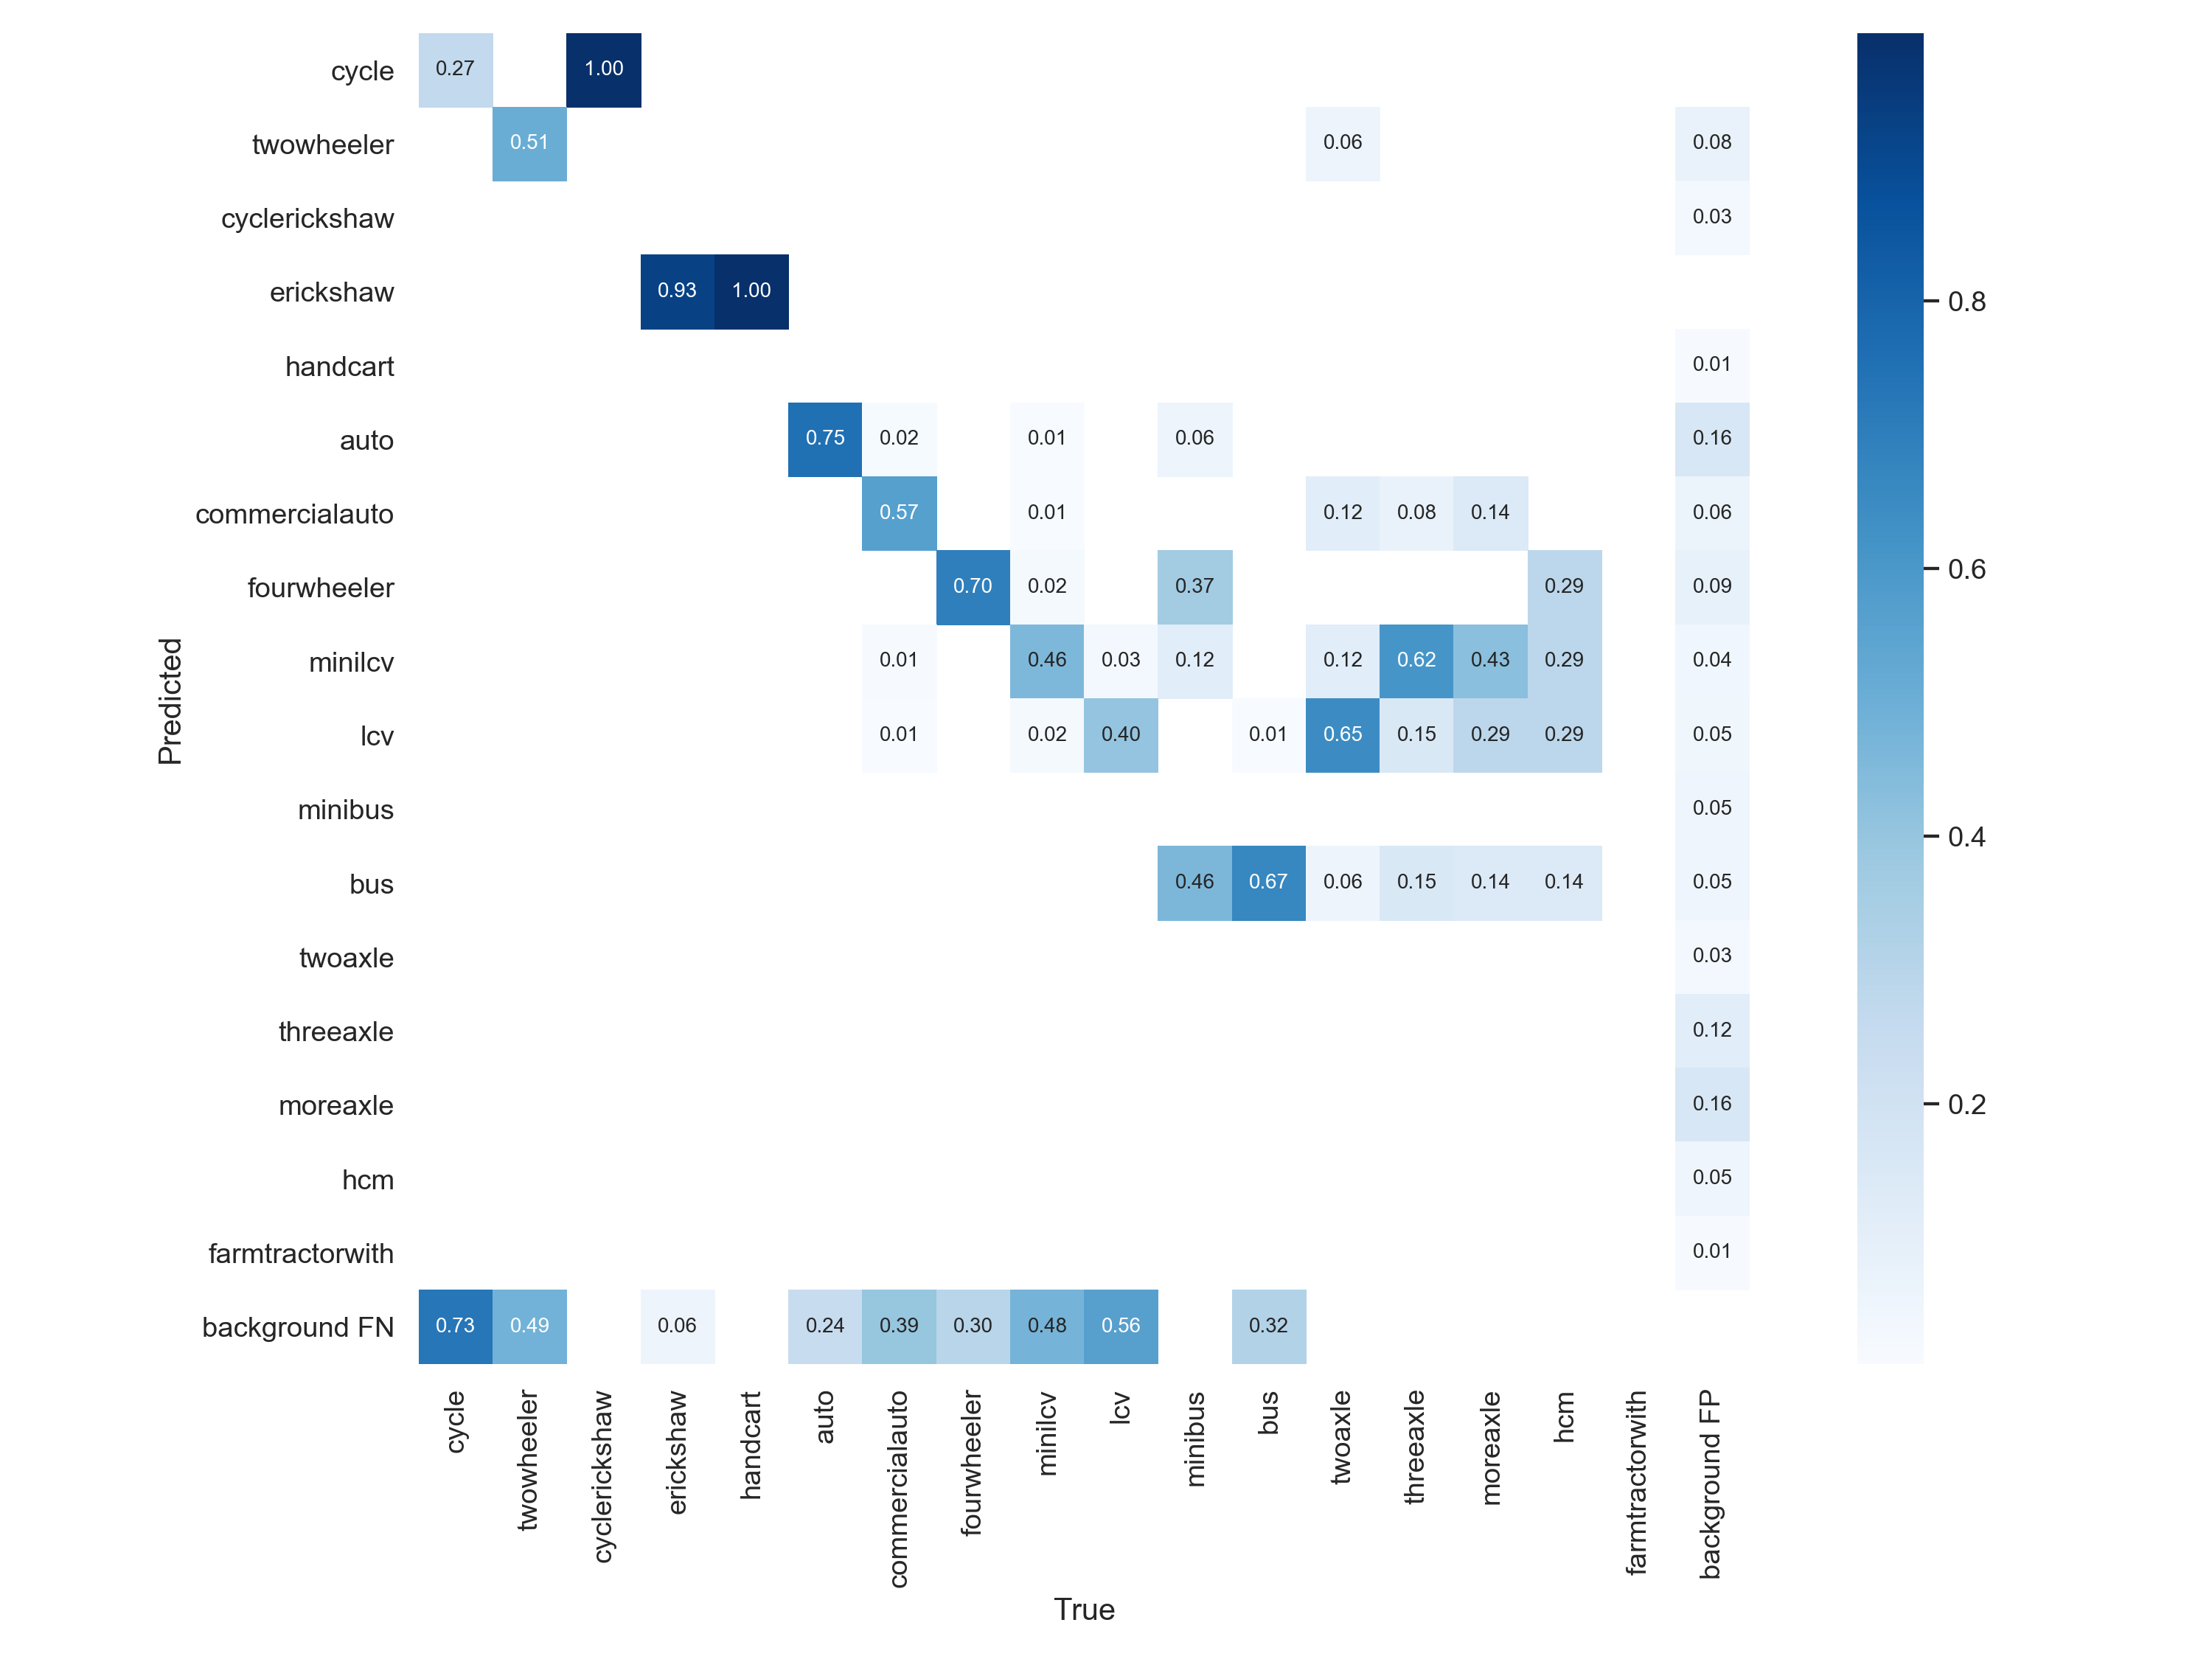 cycle 0.27 1.00
twowheeler 0.51 0.06 0.08
cyclerickshaw 0.03
erickshaw 0.93 1.00 0.8
handcart 0.01
auto 0.75 0.02 0.01 0.06 0.16
commercialauto 0.57 0.01 0.12 0.08 0.14 0.06
fourwheeler 0.70 0.02 0.37 0.29 0.09 0.6
minilcv 0.01 0.46 0.03 0.12 0.12 0.62 0.43 0.29 0.04
Predicted
lcv 0.01 0.02 0.40 0.01 0.65 0.15 0.29 0.29 0.05
minibus 0.05 0.4
bus 0.46 0.67 0.06 0.15 0.14 0.14 0.05
twoaxle 0.03
threeaxle 0.12
moreaxle 0.16 0.2
hcm 0.05
farmtractorwith 0.01
background FN 0.73 0.49 0.06 0.24 0.39 0.30 0.48 0.56 0.32
cycle
twowheeler
cyclerickshaw
erickshaw
handcart
auto
commercialauto
fourwheeler
minilcv
lcv
minibus
bus
twoaxle
threeaxle
moreaxle
hcm
farmtractorwith
background FP
True